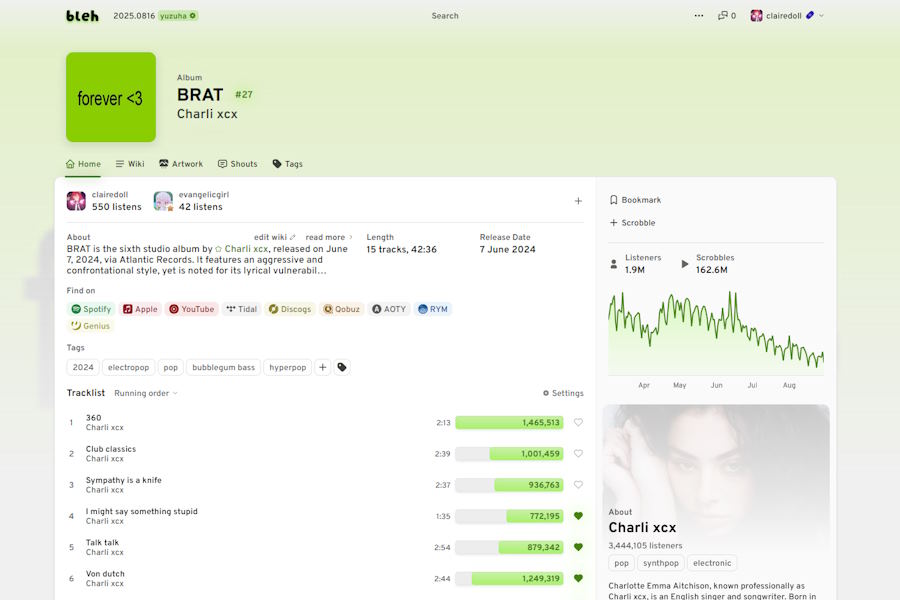 bleh 2025.0816 yuzuha
Search
0 clairedoll
forever <3
Album
BRAT #27
Charli xcx
Home Wiki Artwork Shouts Tags
clairedoll
550 listens
evangelicgirl
42 listens
About edit wiki read more
BRAT is the sixth studio album by Charli xcx, released on June
7, 2024, via Atlantic Records. It features an aggressive and
confrontational style, yet is noted for its lyrical vulnerabil...
Length
15 tracks, 42:36
Release Date
7 June 2024
Find on
Spotify Apple YouTube Tidal Discogs Qobuz AOTY RYM
Genius
Tags
2024 electropop pop bubblegum bass hyperpop
Tracklist Running order Settings
1 360 2:13 1,465,513
Charli xcx
2 Club classics 2:39 1,001,459
Charli xcx
3 Sympathy is a knife 2:37 936,763
Charli xcx
4 I might say something stupid 1:35 772,195
Charli xcx
5 Talk talk 2:54 879,342
Charli xcx
6 Von dutch 2:44 1,249,319
Charli xcx
Bookmark
Scrobble
Listeners
1.9M
Scrobbles
162.6M
Apr May Jun Jul Aug
About
Charli xcx
3,444,105 listeners
pop synthpop electronic
Charlotte Emma Aitchison, known professionally as
Charli xcx, is an English singer and songwriter. Born in